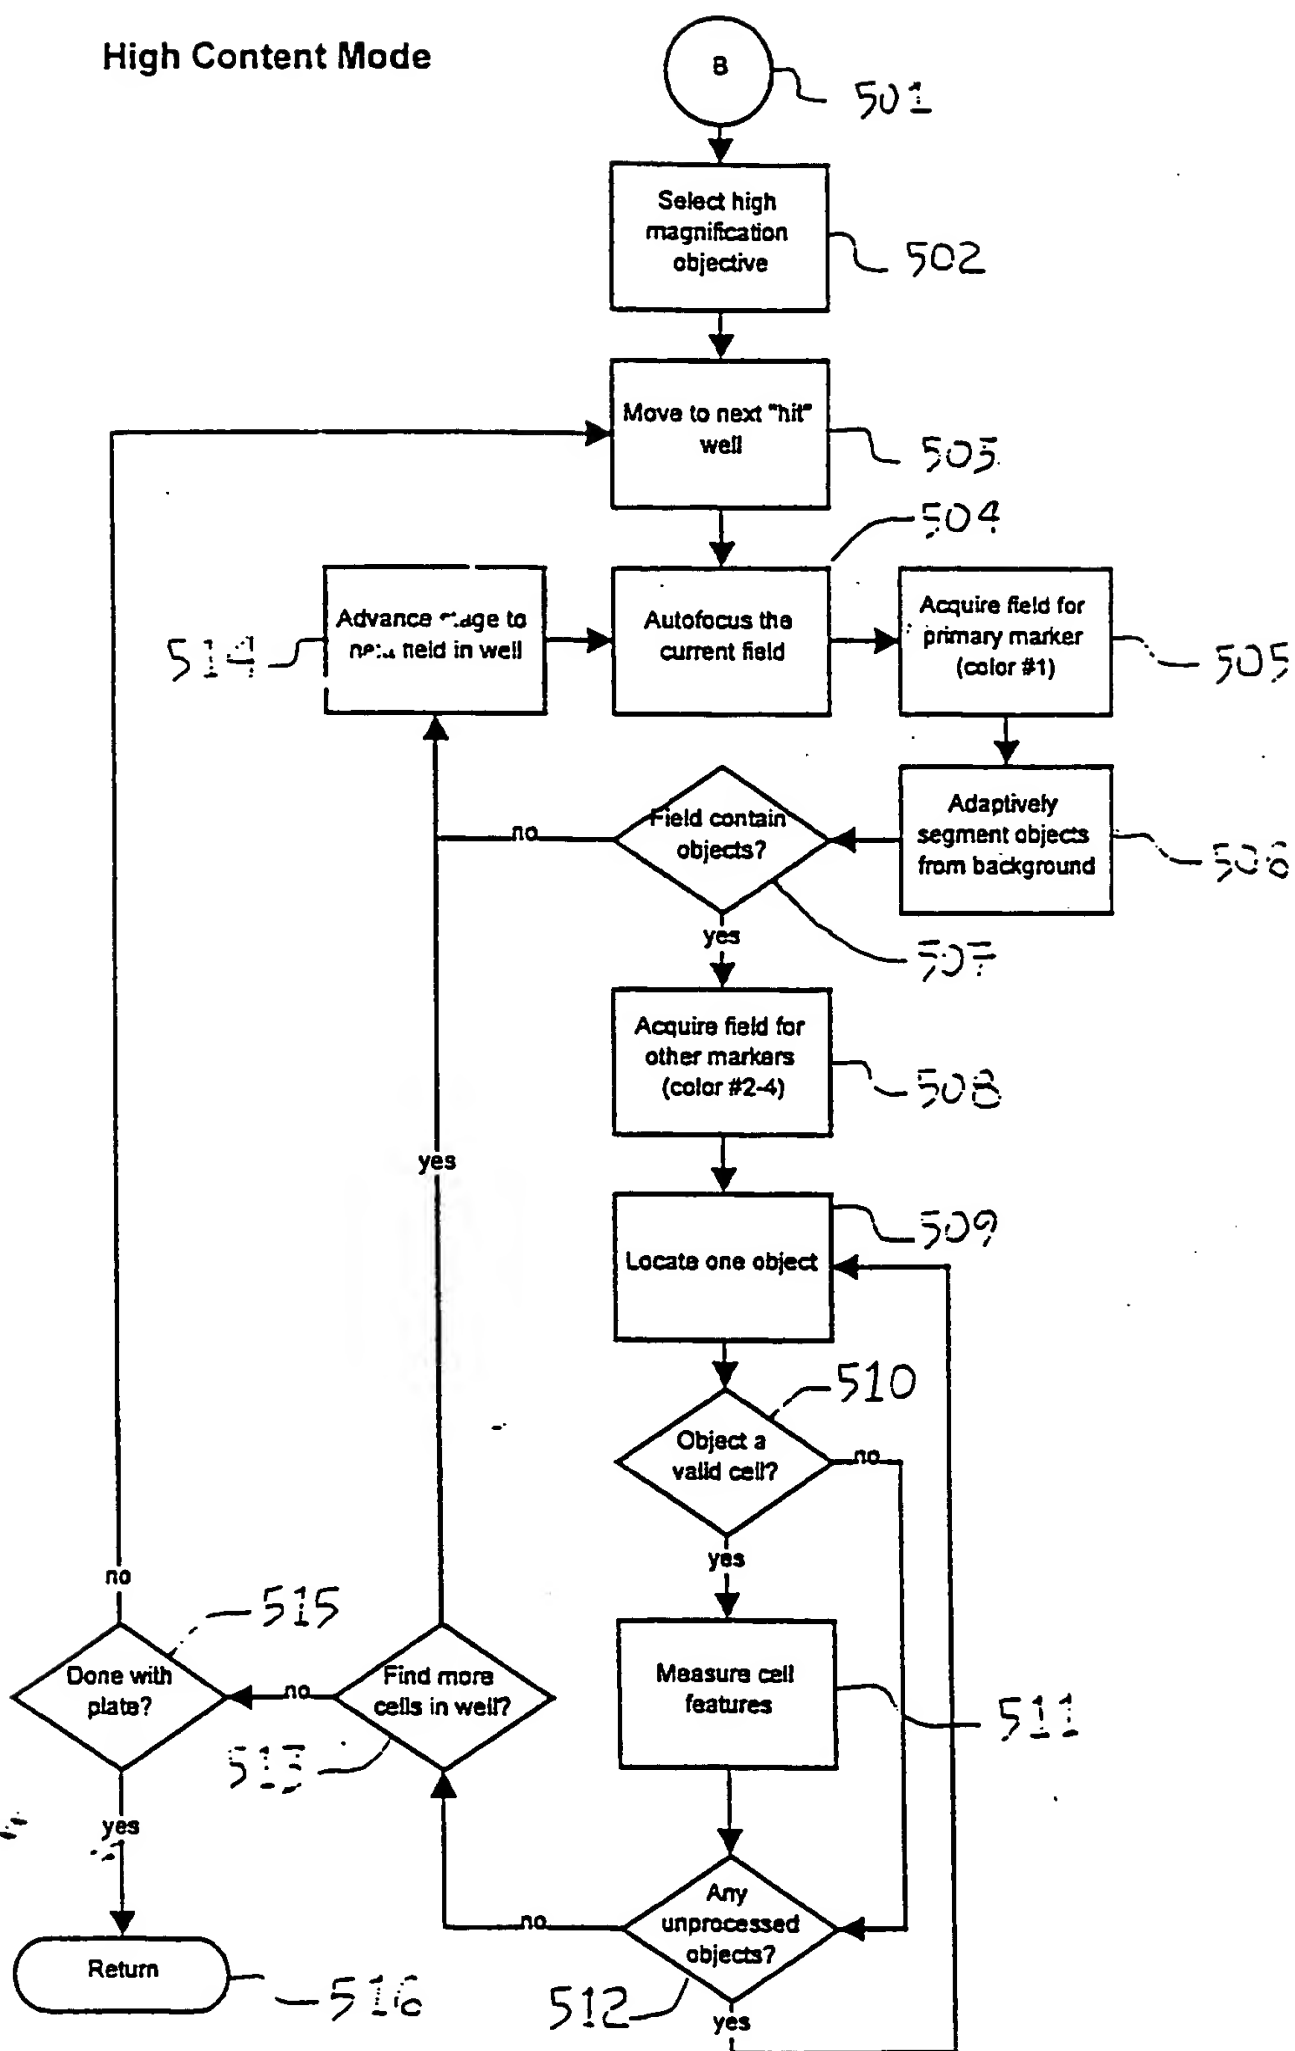 High Content Mode
B
501
Select high
magnification
objective
502
Move to next "hit"
well
503
504
Advance stage to
next field in well
514
Autofocus the
current field
Acquire field for
primary marker
(color #1)
505
Field contain
objects?
no
yes
507
Adaptively
segment objects
from background
506
Acquire field for
other markers
(color #2-4)
508
yes
Locate one object
509
510
Object a
valid cell?
no
yes
no
515
Done with
plate?
no
Find more
cells in well?
513
Measure cell
features
511
yes
Any
unprocessed
objects?
no
512
yes
Return
516